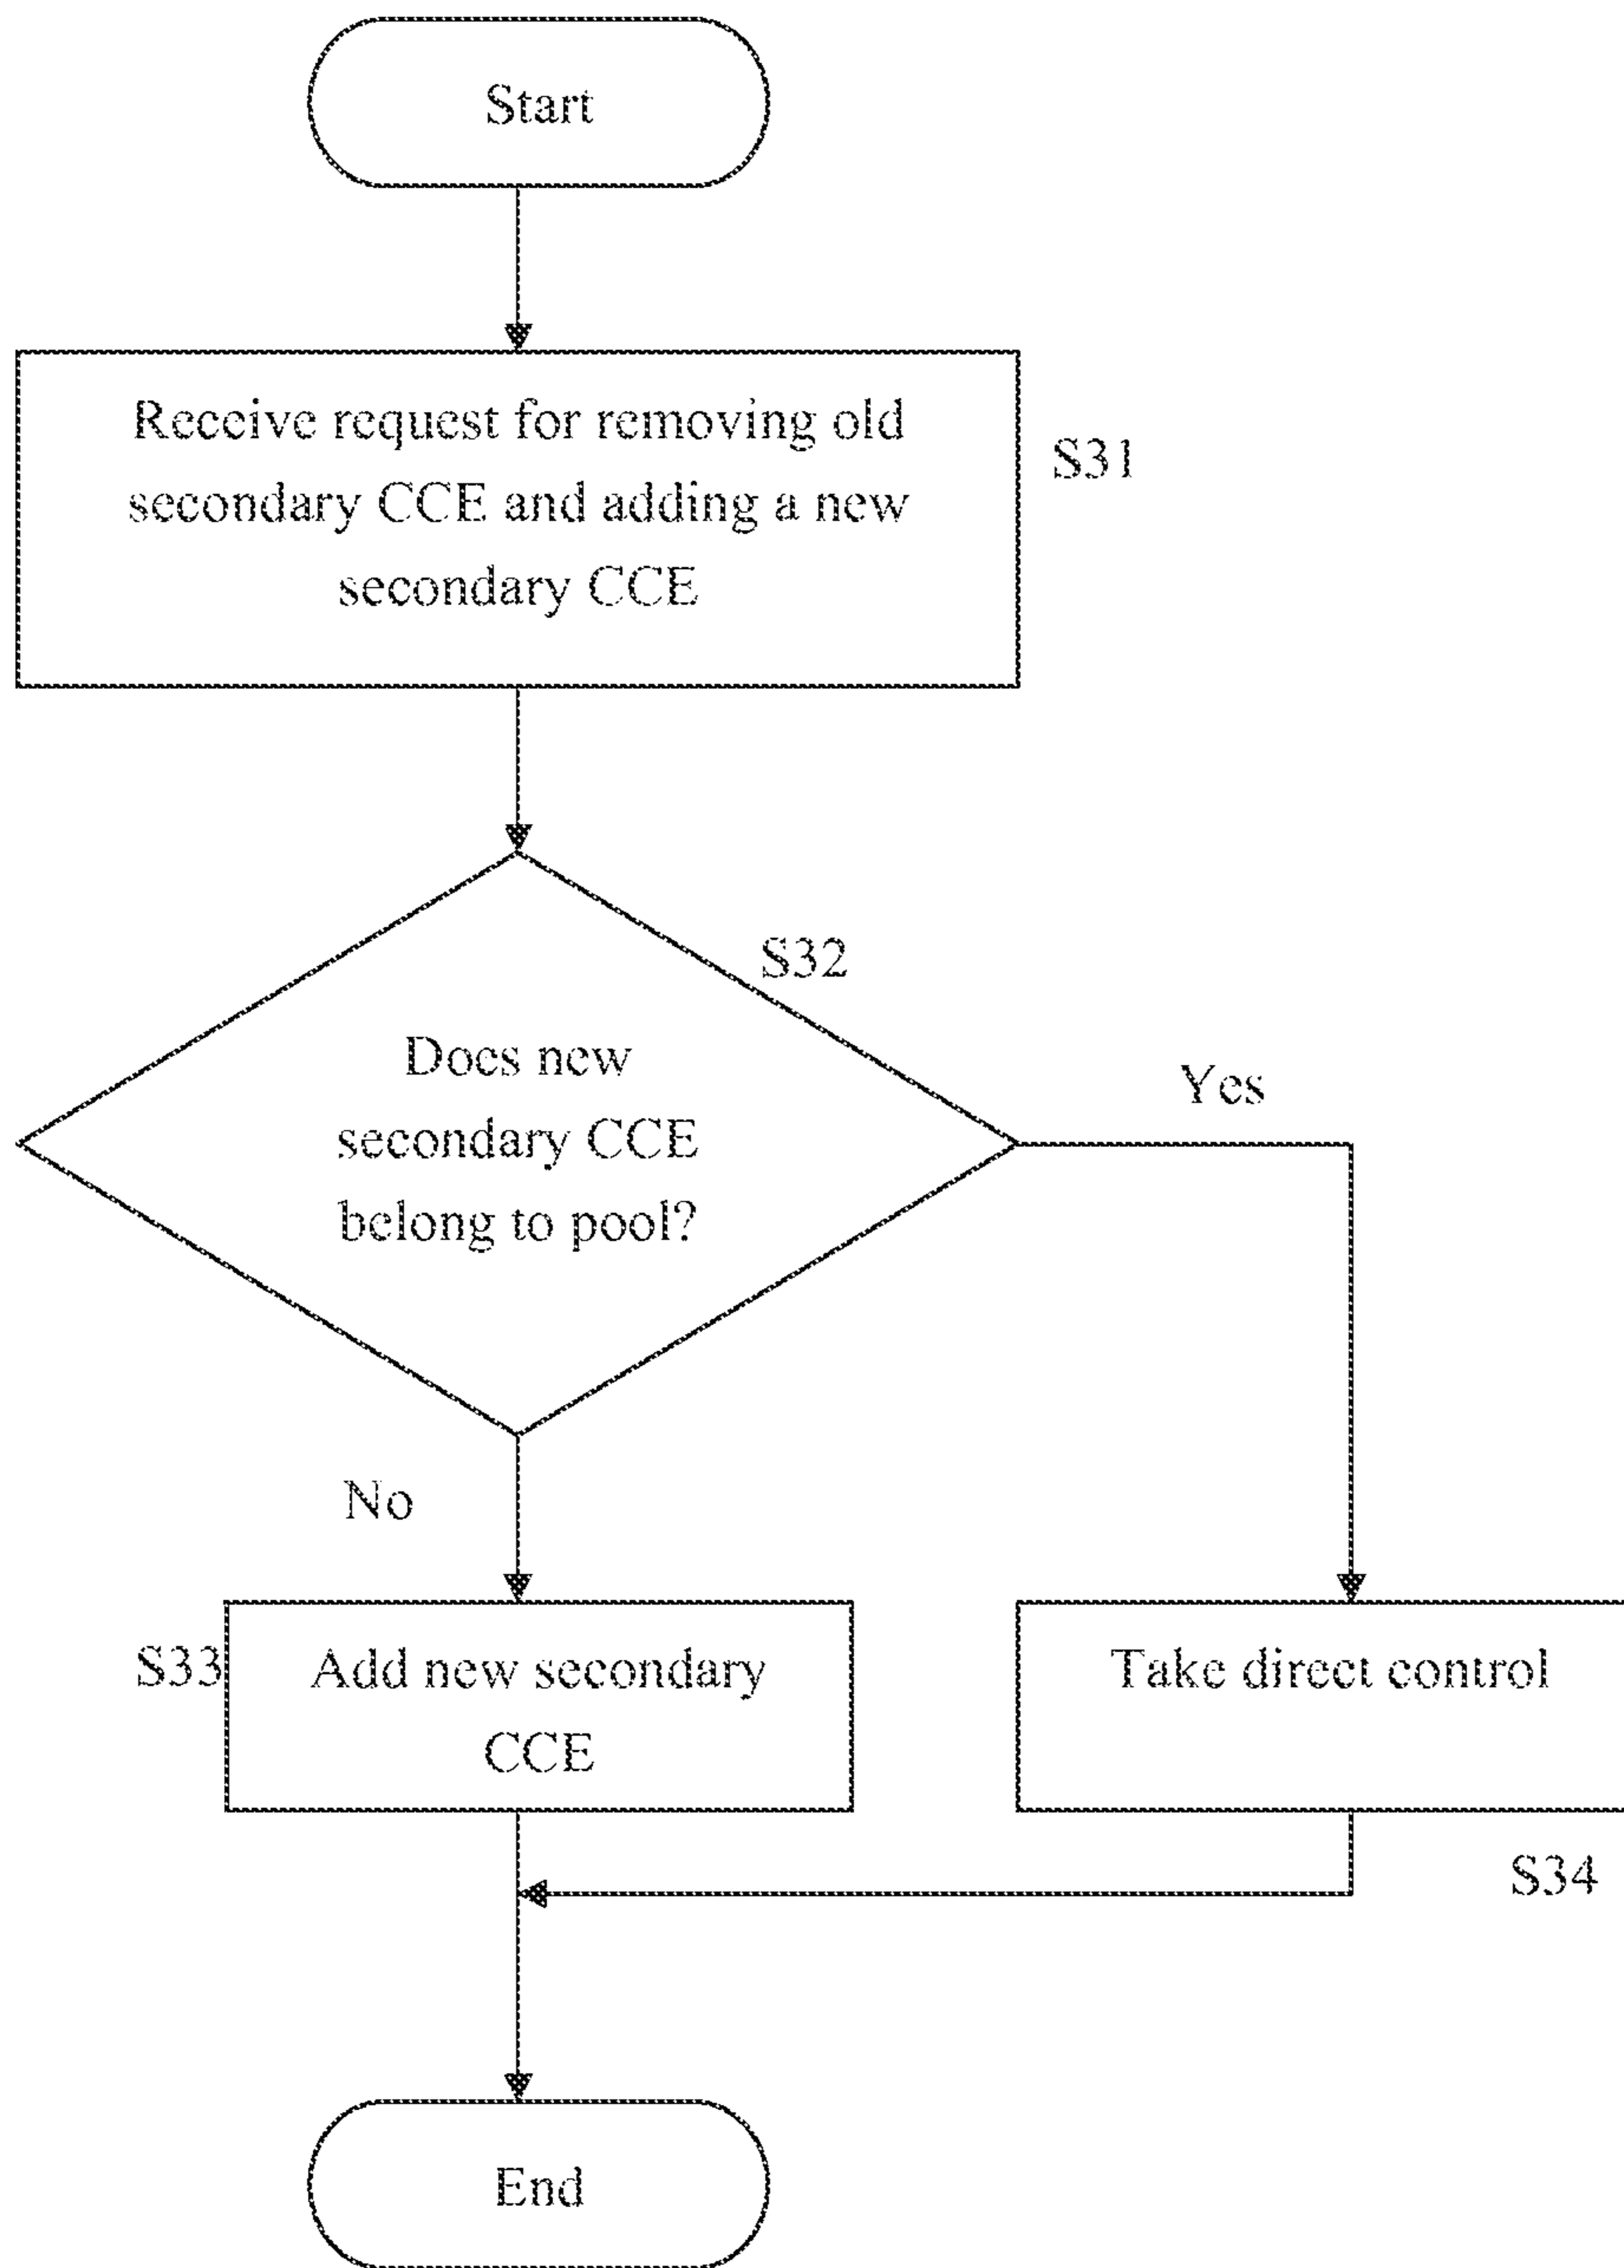 Start
Receive request for removing old
secondary CCE and adding a new
secondary CCE
S31
S32
Does new
secondary CCE
belong to pool?
Yes
No
S33
Add new secondary
CCE
Take direct control
S34
End